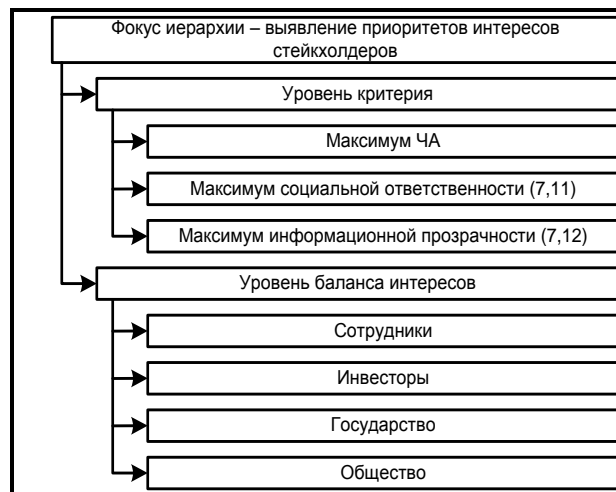 Фокус иерархии – выявление приоритетов интересов
стейкхолдеров
Уровень критерия
Максимум ЧА
Максимум социальной ответственности (7,11)
Максимум информационной прозрачности (7,12)
Уровень баланса интересов
Сотрудники
Инвесторы
Государство
Общество